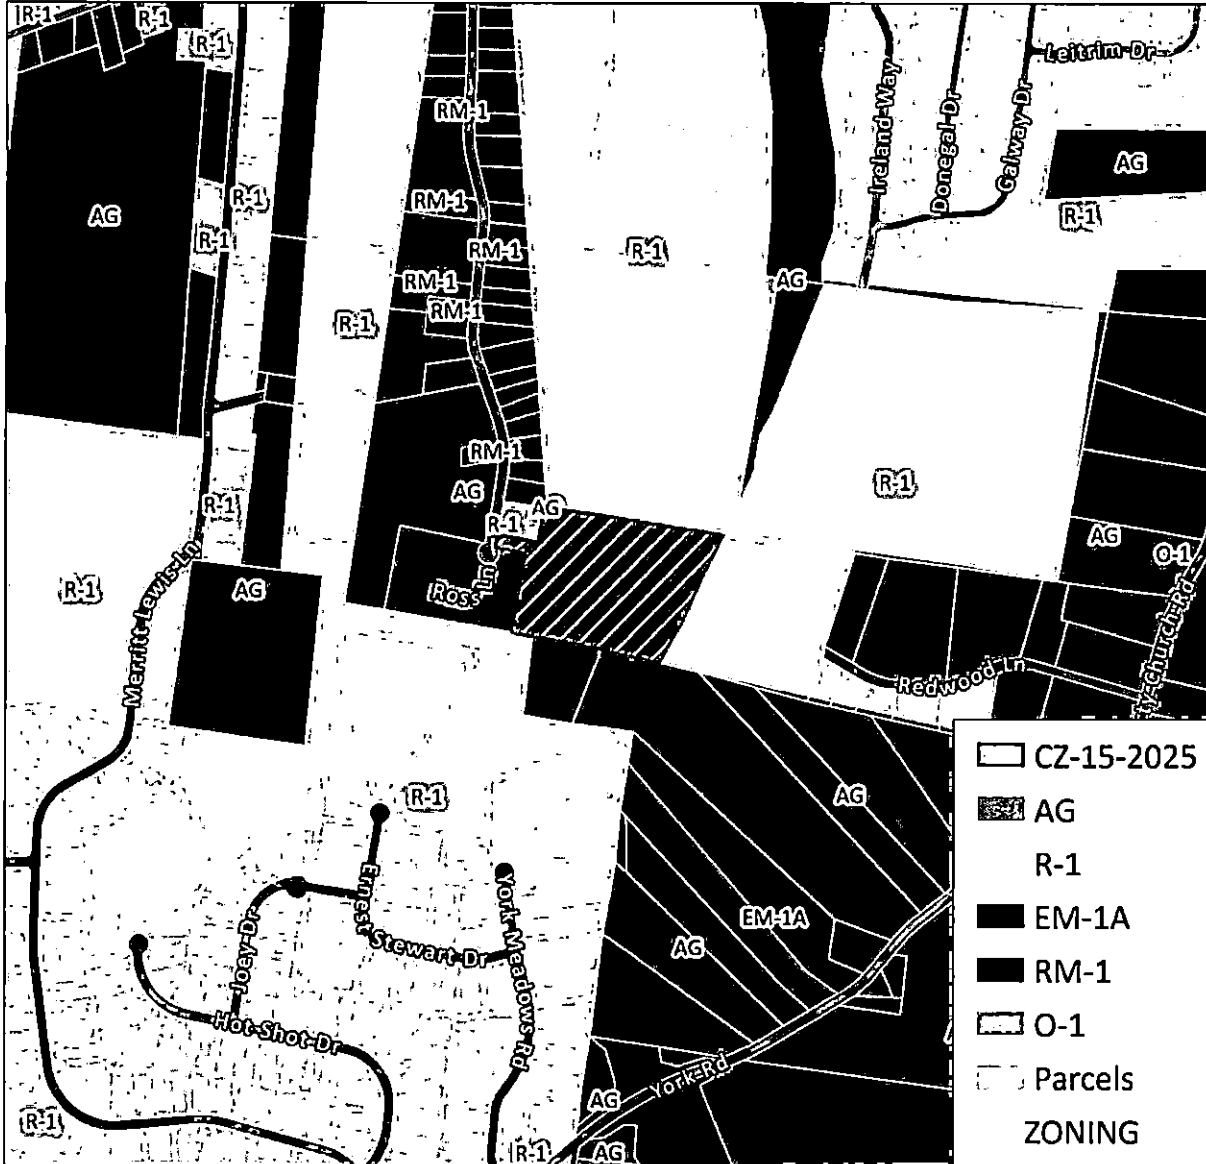 R-1
R-1
R-1
Leitrim Dr
Ireland Way
Donegal Dr
Galway Dr
RM-1
AG
AG
R-1
RM-1
R-1
R-1
RM-1
R-1
RM-1
AG
RM-1
R-1
RM-1
R-1
AG
R-1
AG
R-1
AG
O-1
Merritt Lewis Ln
R-1
AG
Ross Ln
Redwood Ln
ty Church Rd
R-1
AG
Ernest Stewart Dr
York Meadows Rd
Joey Dr
EM-1A
AG
Hot Shot Dr
York Rd
AG
R-1
R-1
AG
CZ-15-2025
AG
R-1
EM-1A
RM-1
O-1
Parcels
ZONING